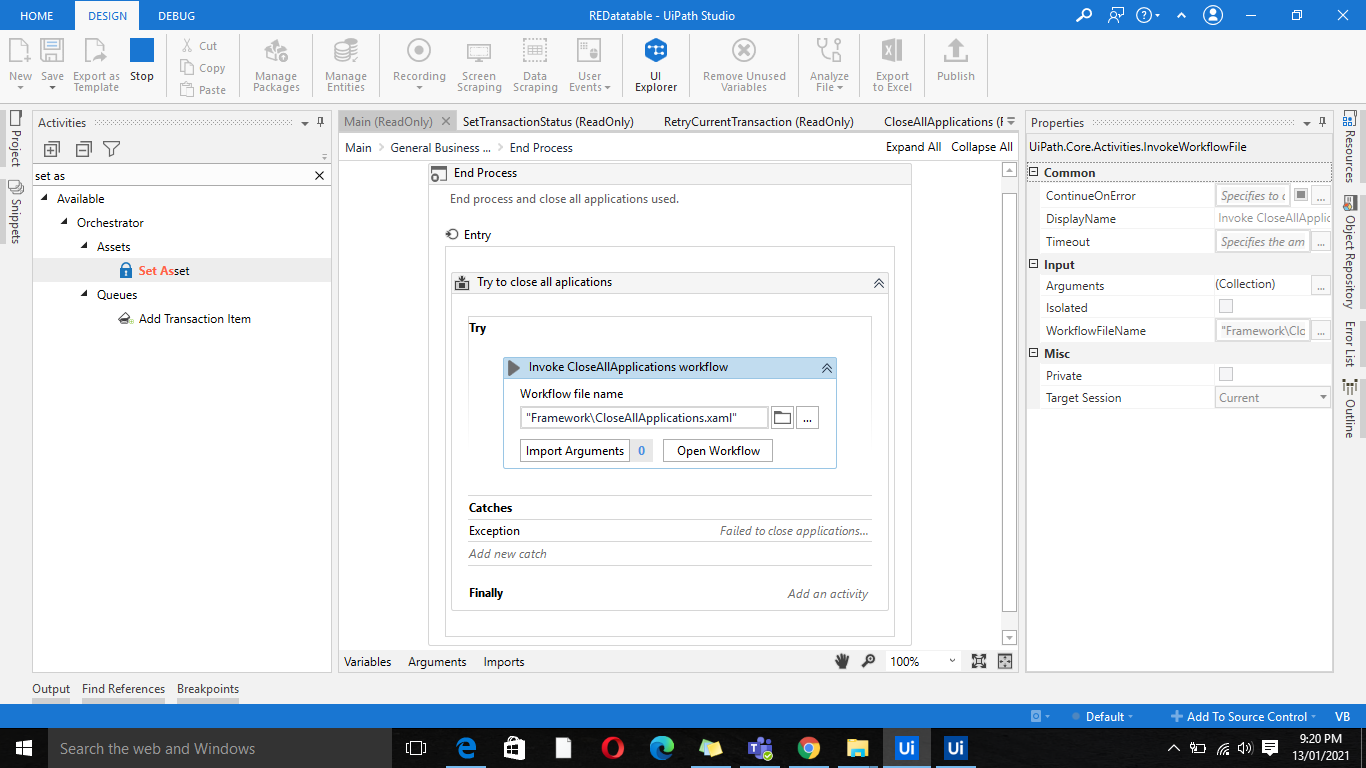 HOME DESIGN DEBUG REDatatable - UiPath Studio
New Save Export as Template Stop Cut Copy Paste Manage Packages Manage Entities Recording Screen Scraping Data Scraping User Events UI Explorer Remove Unused Variables Analyze File Export to Excel Publish
Project
Snippets
Activities
set as
Available
Orchestrator
Assets
Set Asset
Queues
Add Transaction Item
Main (ReadOnly) SetTransactionStatus (ReadOnly) RetryCurrentTransaction (ReadOnly) CloseAllApplications (
Main > General Business ... > End Process Expand All Collapse All
End Process
End process and close all applications used.
Entry
Try to close all aplications
Try
Invoke CloseAllApplications workflow
Workflow file name
"Framework\CloseAllApplications.xaml" ...
Import Arguments 0 Open Workflow
Catches
Exception Failed to close applications...
Add new catch
Finally Add an activity
Variables Arguments Imports 100%
Properties
UiPath.Core.Activities.InvokeWorkflowFile
Common
ContinueOnError Specifies to ...
DisplayName Invoke CloseAllApplic
Timeout Specifies the am ...
Input
Arguments (Collection) ...
Isolated
WorkflowFileName "Framework\Clo ...
Misc
Private
Target Session Current
Resources
Object Repository
Error List
Outline
Output Find References Breakpoints
Default Add To Source Control VB
Search the web and Windows
Ui Ui
9:20 PM
13/01/2021